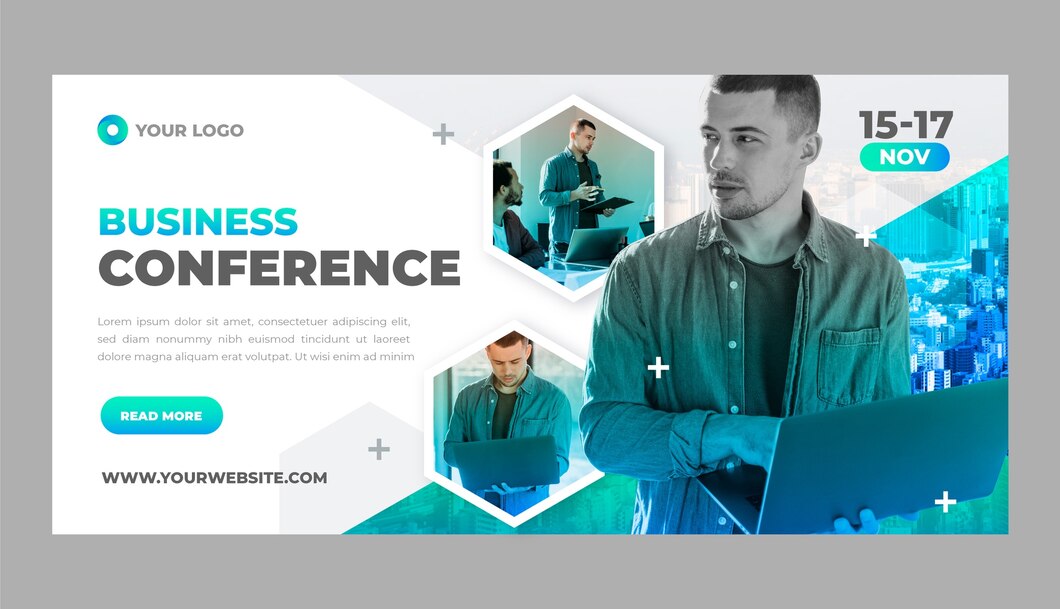 YOUR LOGO
15-17
NOV
BUSINESS
CONFERENCE
Lorem ipsum dolor sit amet, consectetuer adipiscing elit,
sed diam nonummy nibh euismod tincidunt ut laoreet
dolore magna aliquam erat volutpat. Ut wisi enim ad minim
READ MORE
WWW.YOURWEBSITE.COM